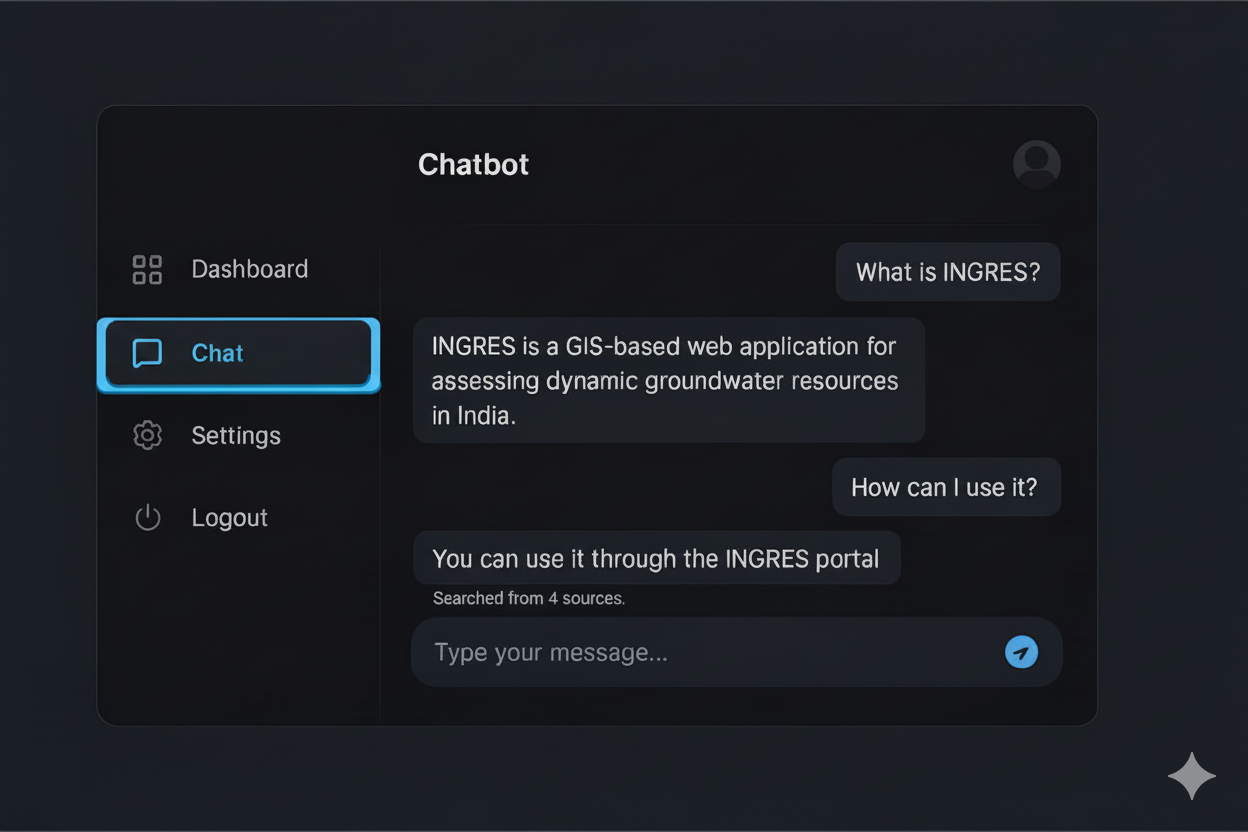 Chatbot
Dashboard
Chat
Settings
Logout
What is INGRES?
INGRES is a GIS-based web application for
assessing dynamic groundwater resources
in India.
How can I use it?
You can use it through the INGRES portal
Searched from 4 sources.
Type your message...